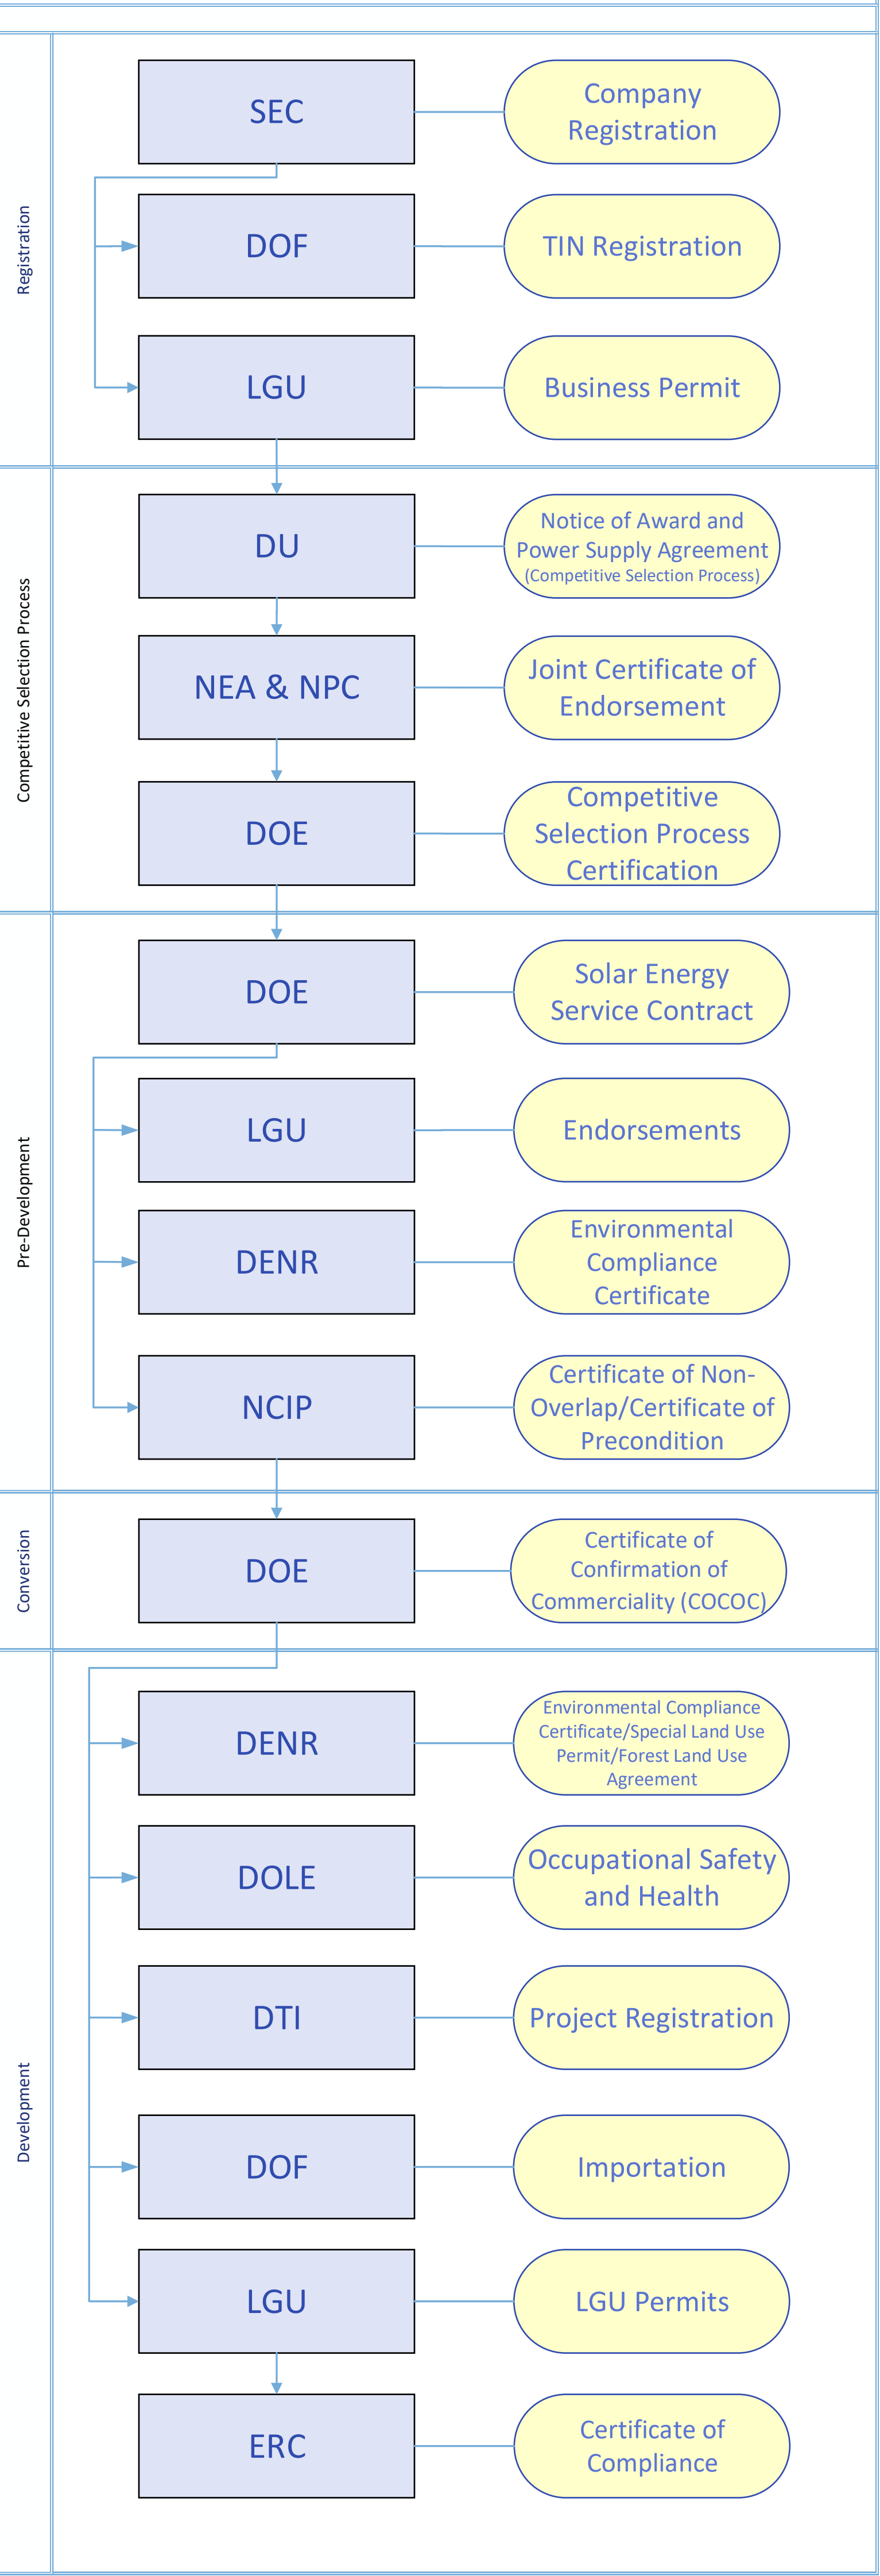 Registration
SEC
Company
Registration
DOF
TIN Registration
LGU
Business Permit
Competitive Selection Process
DU
Notice of Award and
Power Supply Agreement
(Competitive Selection Process)
NEA & NPC
Joint Certificate of
Endorsement
DOE
Competitive
Selection Process
Certification
Pre-Development
DOE
Solar Energy
Service Contract
LGU
Endorsements
DENR
Environmental
Compliance
Certificate
NCIP
Certificate of Non-
Overlap/Certificate of
Precondition
Conversion
DOE
Certificate of
Confirmation of
Commerciality (COCOC)
Development
DENR
Environmental Compliance
Certificate/Special Land Use
Permit/Forest Land Use
Agreement
DOLE
Occupational Safety
and Health
DTI
Project Registration
DOF
Importation
LGU
LGU Permits
ERC
Certificate of
Compliance